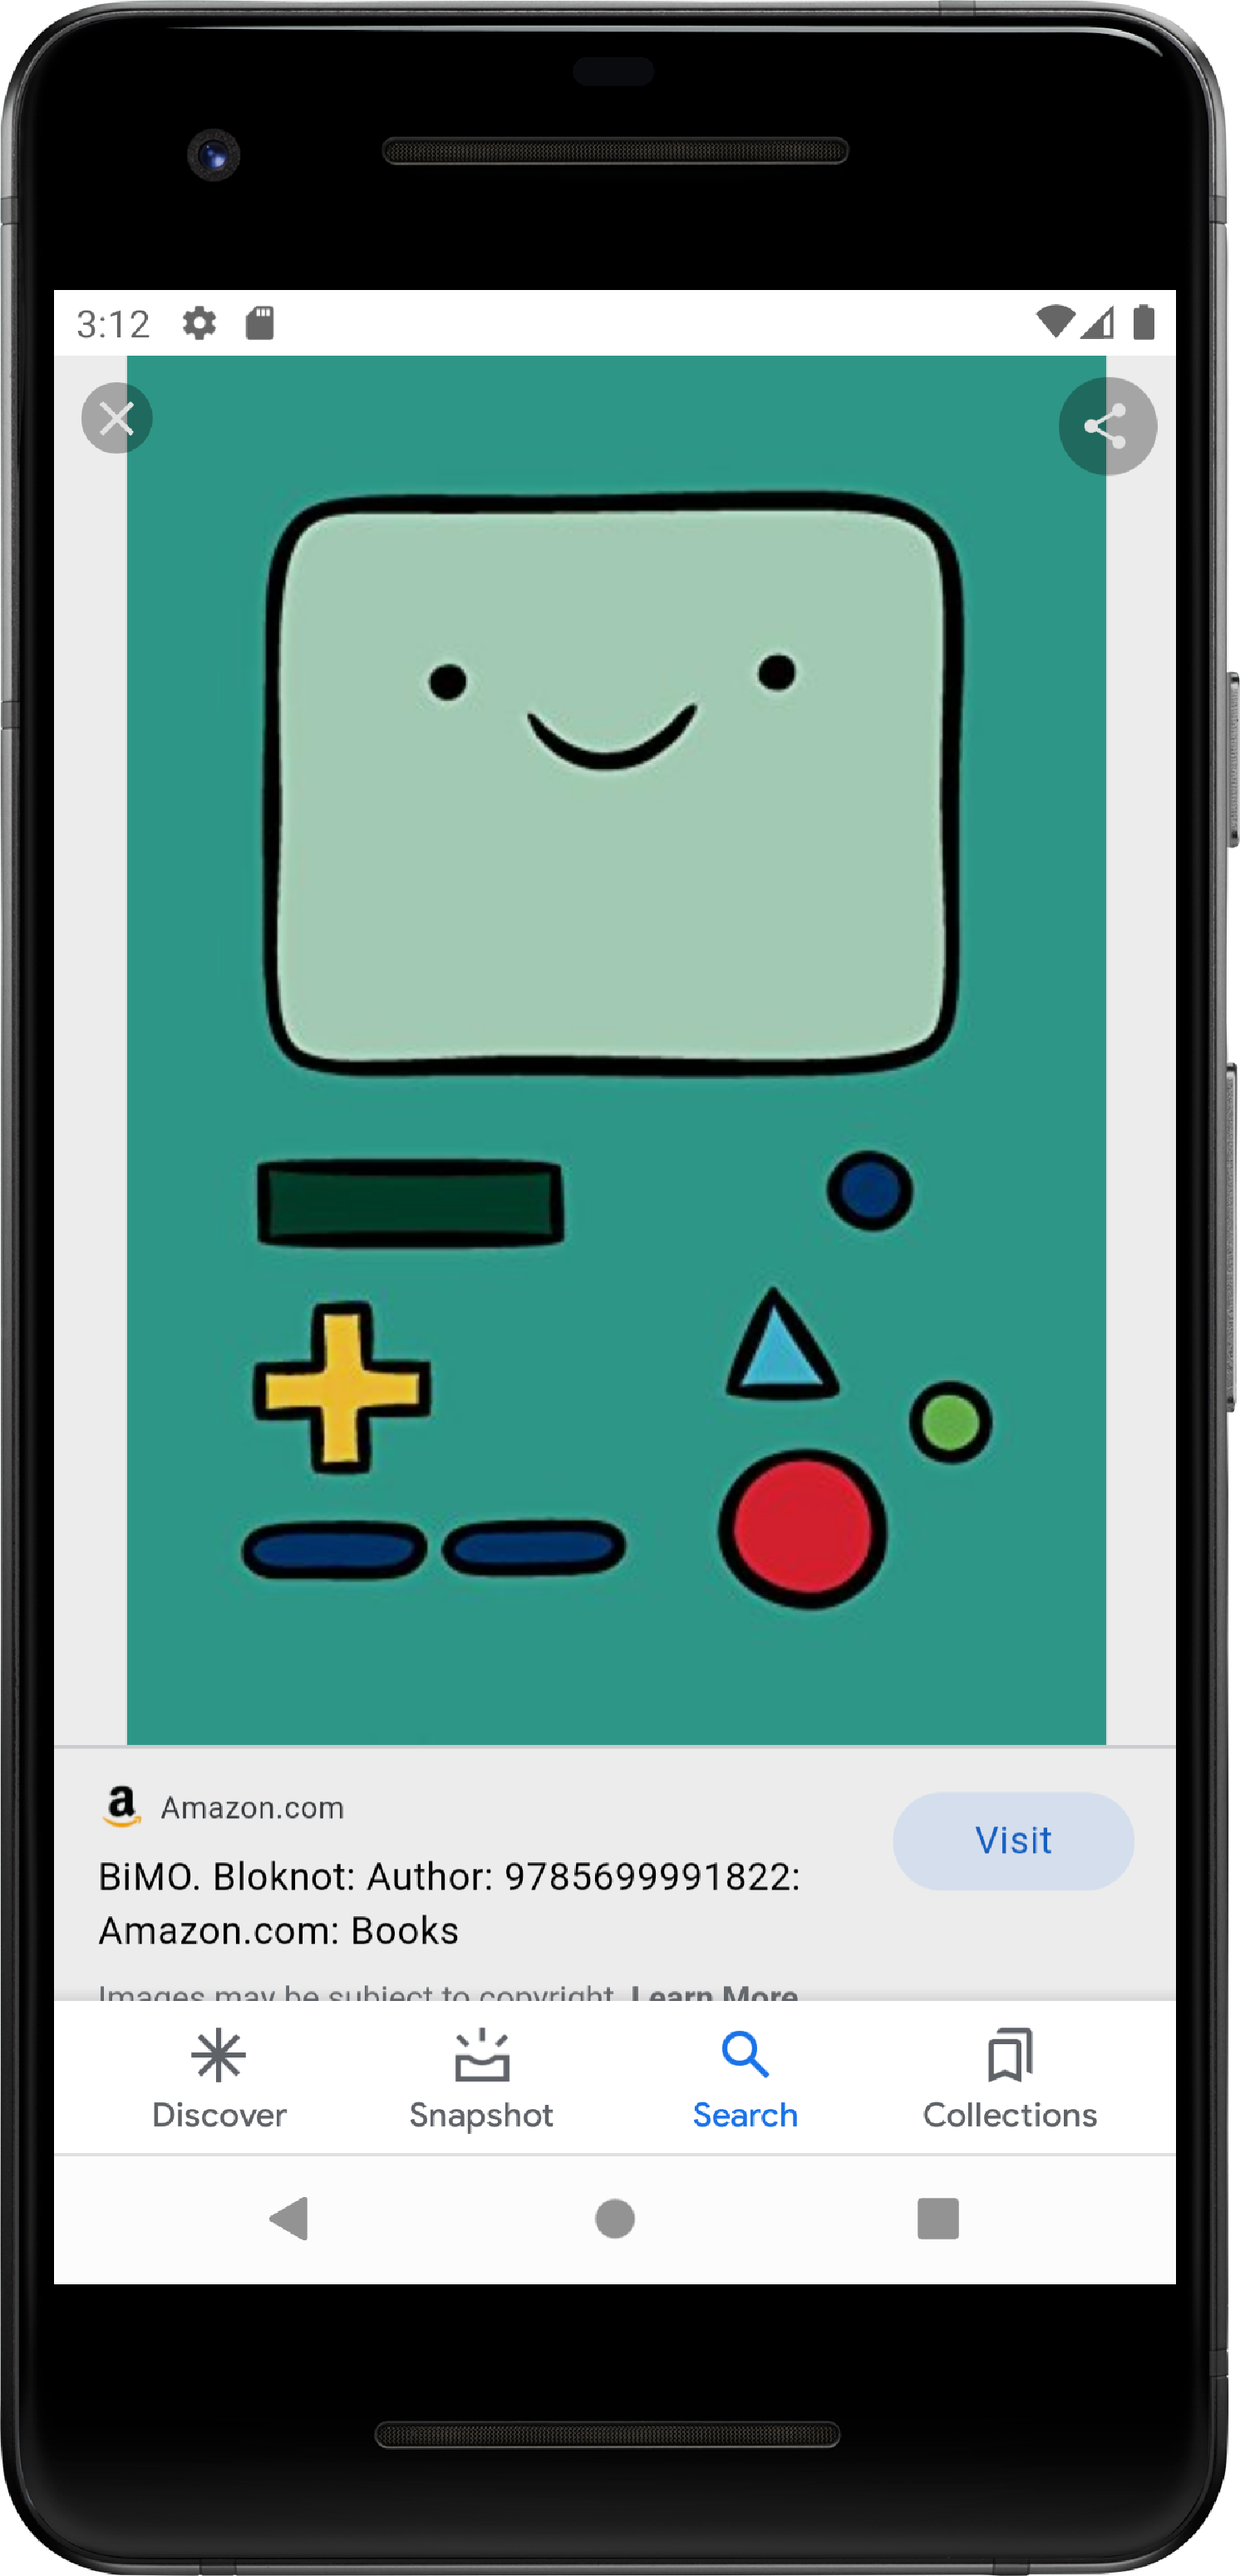 3:12
a Amazon.com
Visit
BiMO. Bloknot: Author: 9785699991822:
Amazon.com: Books
Images may be subject to copyright. Learn More
Discover
Snapshot
Search
Collections